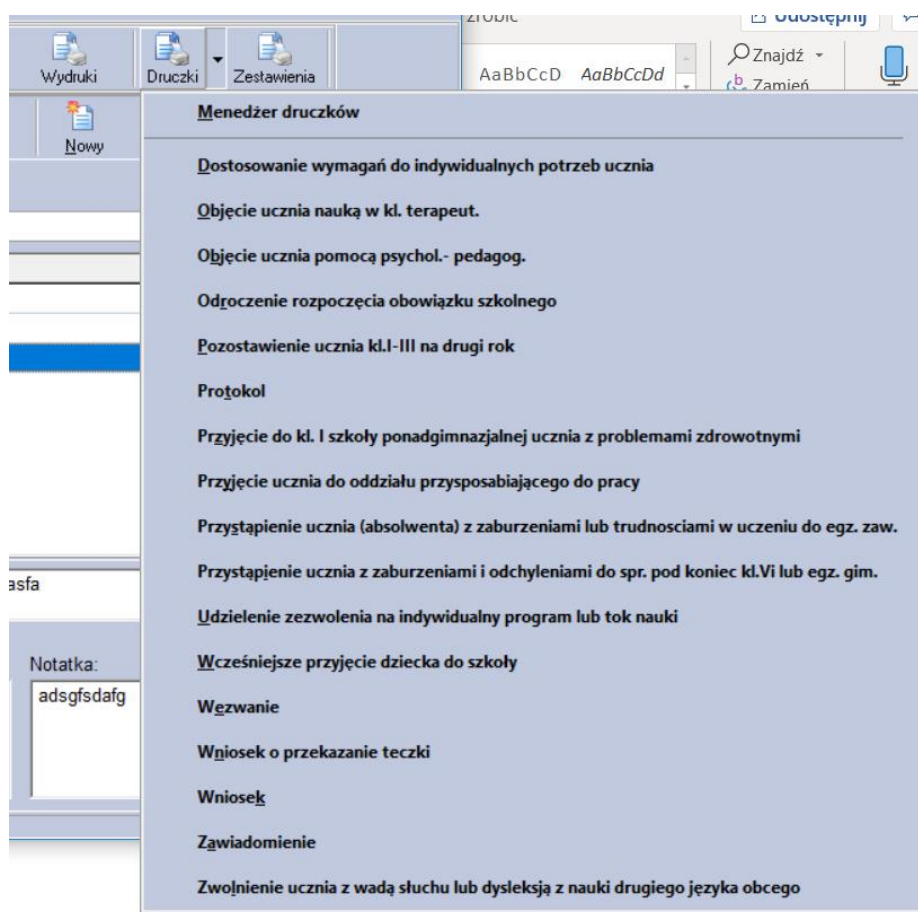 zrobić
Udostępnij
Wydruki
Druczki
Zestawienia
AaBbCcD AaBbCcDd
Znajdź
Zamień
Nowy
Menedżer druczków
Dostosowanie wymagań do indywidualnych potrzeb ucznia
Objęcie ucznia nauką w kl. terapeut.
Objęcie ucznia pomocą psychol.- pedagog.
Odroczenie rozpoczęcia obowiązku szkolnego
Pozostawienie ucznia kl.I-III na drugi rok
Protokol
Przyjęcie do kl. I szkoły ponadgimnazjalnej ucznia z problemami zdrowotnymi
Przyjęcie ucznia do oddziału przysposabiającego do pracy
Przystąpienie ucznia (absolwenta) z zaburzeniami lub trudnosciami w uczeniu do egz. zaw.
Przystąpienie ucznia z zaburzeniami i odchyleniami do spr. pod koniec kl.Vi lub egz. gim.
asfa
Udzielenie zezwolenia na indywidualny program lub tok nauki
Wcześniejsze przyjęcie dziecka do szkoły
Notatka:
adsgfsdafg
Wezwanie
Wniosek o przekazanie teczki
Wniosek
Zawiadomienie
Zwolnienie ucznia z wadą słuchu lub dysleksją z nauki drugiego języka obcego